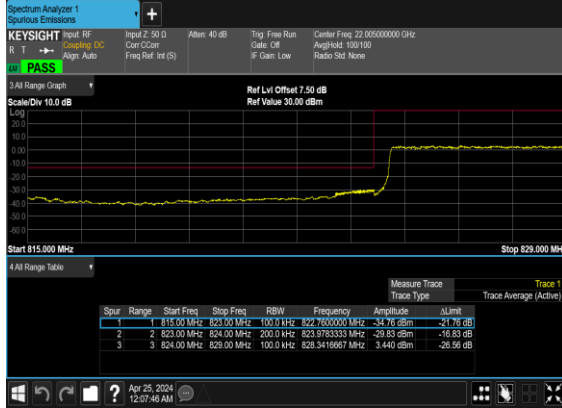 Spectrum Analyzer 1
Spurious Emissions
+
KEYSIGHT Input: RF Input Z: 50 Ω Atten: 40 dB Trig: Free Run Center Freq: 22.005000000 GHz
R T Coupling: DC Corr CCorr Gate: Off Avg|Hold: 100/100
Align: Auto Freq Ref: Int (S) IF Gain: Low Radio Std: None
PASS
3 All Range Graph
Ref Lvl Offset 7.50 dB
Scale/Div 10.0 dB Ref Value 30.00 dBm
Log
20.0
10.0
0.00
-10.0
-20.0
-30.0
-40.0
-50.0
-60.0
Start 815.000 MHz Stop 829.000 MHz
4 All Range Table
Measure Trace Trace 1
Trace Type Trace Average (Active)
Spur Range Start Freq Stop Freq RBW Frequency Amplitude ΔLimit
1 1 815.00 MHz 823.00 MHz 100.0 kHz 822.7600000 MHz -34.76 dBm -21.76 dB
2 2 823.00 MHz 824.00 MHz 200.0 kHz 823.9783333 MHz -29.83 dBm -16.83 dB
3 3 824.00 MHz 829.00 MHz 100.0 kHz 828.3416667 MHz 3.440 dBm -26.56 dB
? Apr 25, 2024
12:07:46 AM